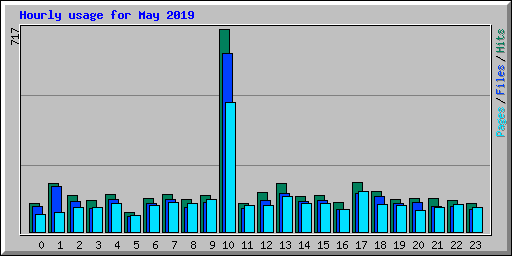 Hourly usage for May 2019
717
Pages/Files/Hits
0 1 2 3 4 5 6 7 8 9 10 11 12 13 14 15 16 17 18 19 20 21 22 23